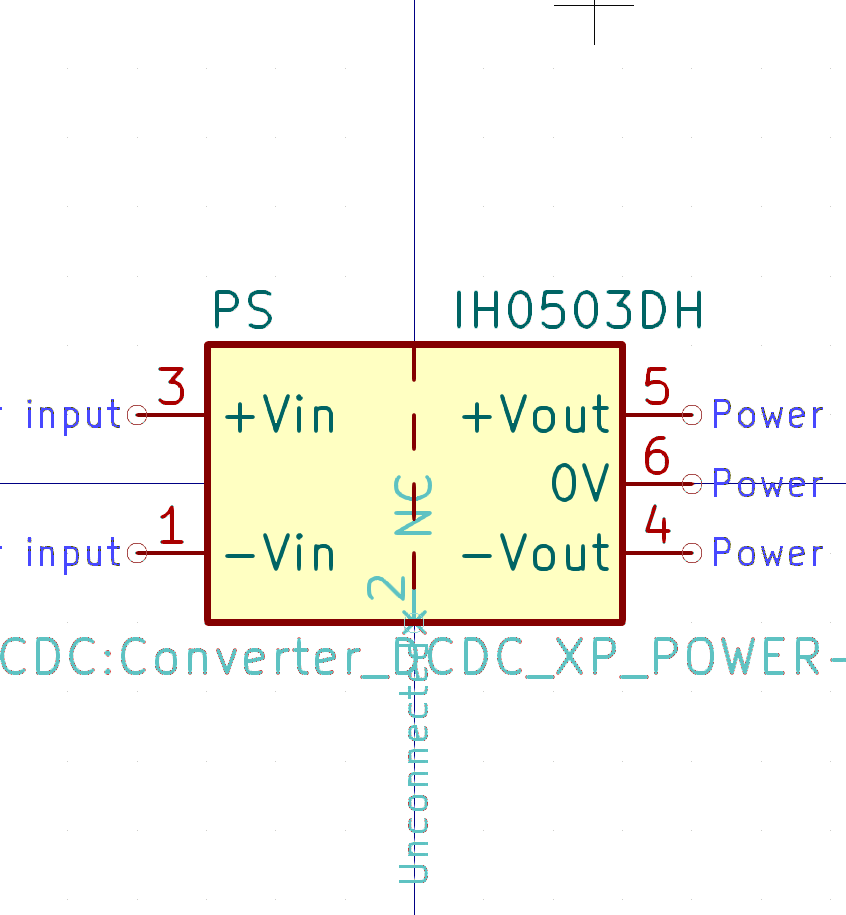 PS IH0503DH
3 5
r input +Vin +Vout Power
6
0V Power
NC
1 4
r input -Vin -Vout Power
2
CDC:Converter_DCDC_XP_POWER-
Unconnected